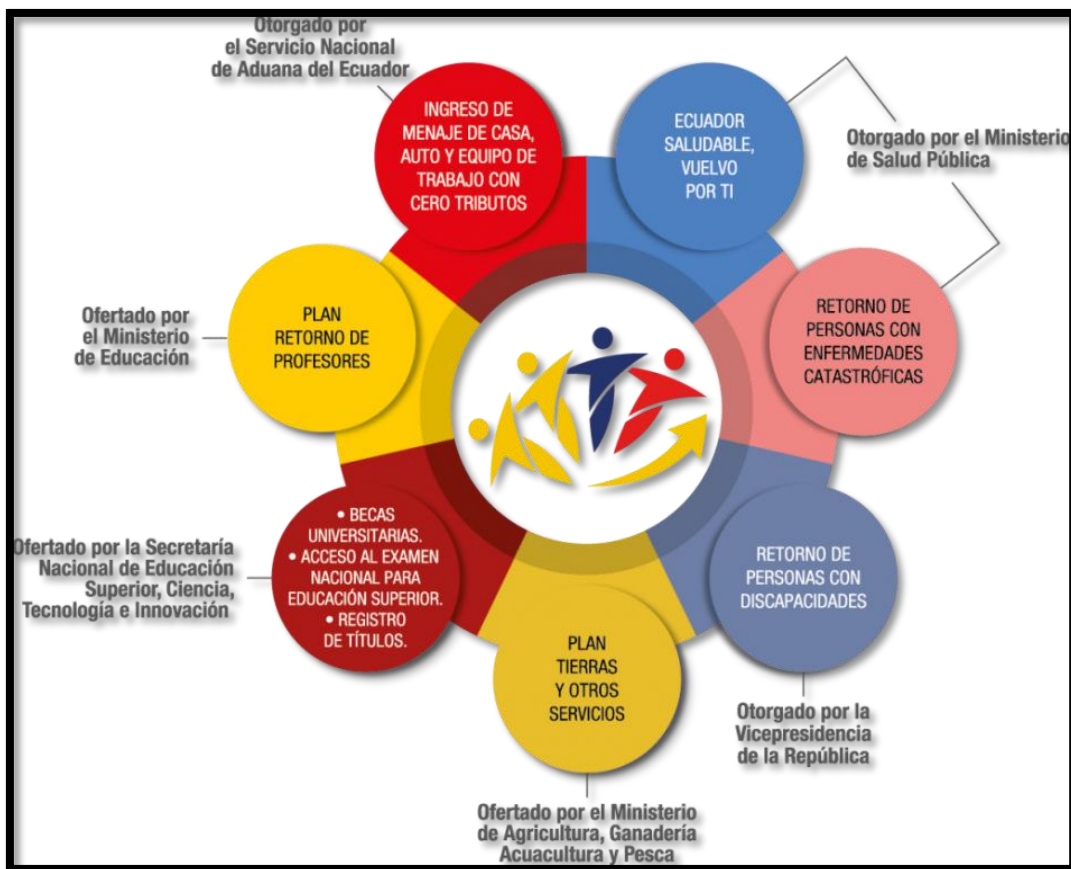 Otorgado por
el Servicio Nacional
de Aduana del Ecuador
INGRESO DE
MENAJE DE CASA,
AUTO Y EQUIPO DE
TRABAJO CON
CERO TRIBUTOS
ECUADOR
SALUDABLE,
VUELVO
POR TI
Otorgado por el Ministerio
de Salud Pública
RETORNO DE
PERSONAS CON
ENFERMEDADES
CATASTRÓFICAS
Ofertado por
el Ministerio
de Educación
PLAN
RETORNO DE
PROFESORES
Ofertado por la Secretaría
Nacional de Educación
Superior, Ciencia,
Tecnología e Innovación
• BECAS
UNIVERSITARIAS.
• ACCESO AL EXAMEN
NACIONAL PARA
EDUCACIÓN SUPERIOR.
• REGISTRO
DE TÍTULOS.
RETORNO DE
PERSONAS CON
DISCAPACIDADES
Otorgado por la
Vicepresidencia
de la República
PLAN
TIERRAS
Y OTROS
SERVICIOS
Ofertado por el Ministerio
de Agricultura, Ganadería
Acuacultura y Pesca